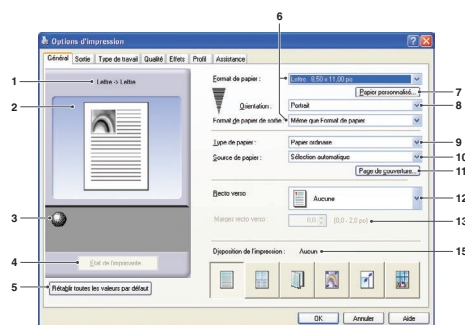 6
Options d'impression
Général Sortie Type de travail Qualité Effets Profil Assistance
1 Lettre -> Lettre
Format de papier : Lettre 8,50 x 11,00 po
Papier personnalisé... 7
2
Orientation : Portrait 8
Format de papier de sortie : Même que Format de papier
Type de papier : Papier ordinaire 9
Source de papier : Sélection automatique 10
Page de couverture... 11
Recto verso Aucune 12
3
Marges recto verso : 0,0 (0,0 - 2,0 po) 13
4 État de l'imprimante
Disposition de l'impression : Aucun 15
5 Rétablir toutes les valeurs par défaut
OK Annuler Aide